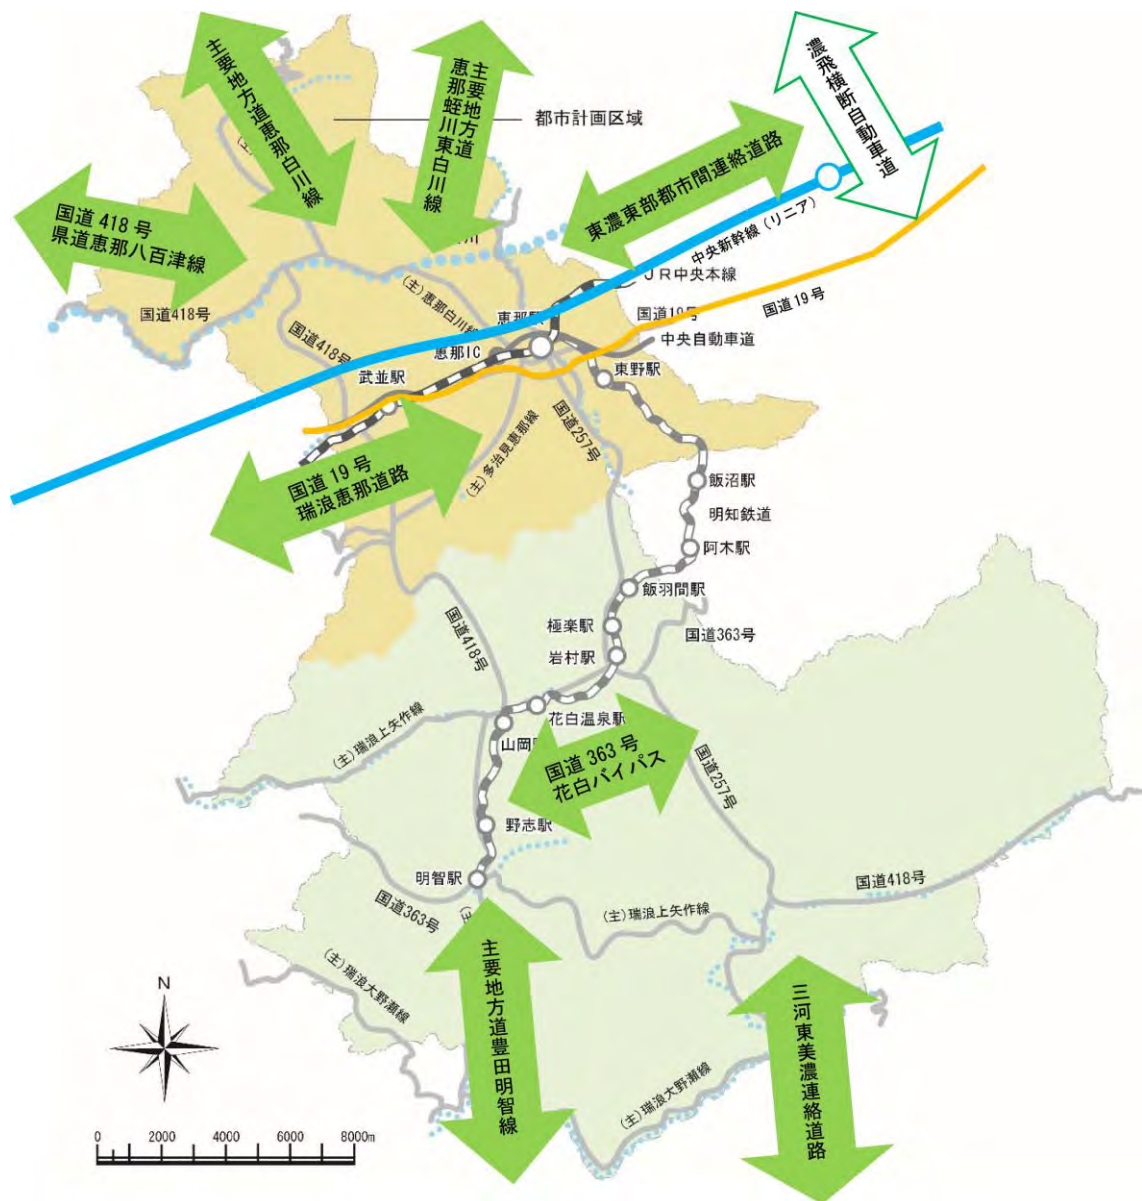 主要地方道恵那白川線
主要地方道
恵那蛭川東白川線
都市計画区域
濃飛横断自動車道
東濃東部都市間連絡道路
国道418号
県道恵那八百津線
中央新幹線（リニア）
川
JR中央本線
国道19号
国道418号
(主)恵那白川線
恵那駅
国道19号
中央自動車道
国道418号
恵那IC
武並駅
東野駅
国道257号
(主)多治見恵那線
国道19号
瑞浪恵那道路
飯沼駅
明知鉄道
阿木駅
飯羽間駅
国道418号
極楽駅
国道363号
岩村駅
花白温泉駅
(主)瑞浪上矢作線
山岡
国道363号
花白バイパス
国道257号
野志駅
明智駅
国道418号
国道363号
(主)瑞浪上矢作線
主要地方道豊田明智線
(主)瑞浪大野瀬線
三河東美濃連絡道路
N
(主)瑞浪大野瀬線
0 2000 4000 6000 8000m